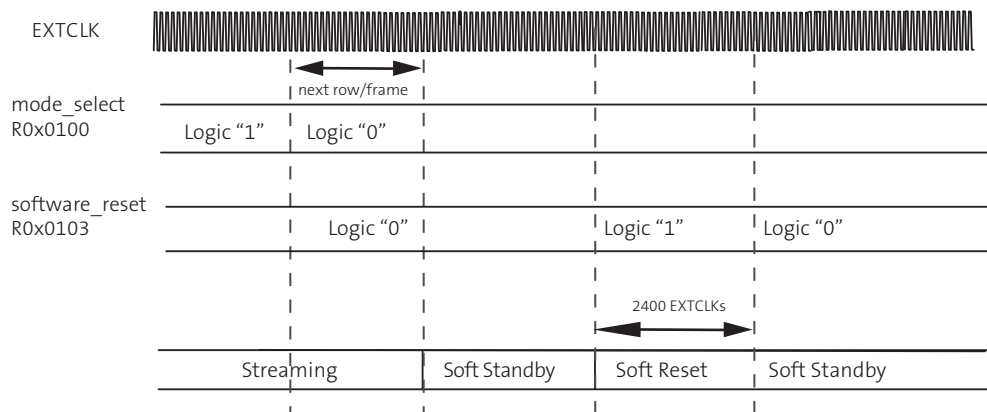 EXTCLK
next row/frame
mode_select
R0x0100
Logic “1” Logic “0”
software_reset
R0x0103
Logic “0” Logic “1” Logic “0”
2400 EXTCLKs
Streaming Soft Standby Soft Reset Soft Standby